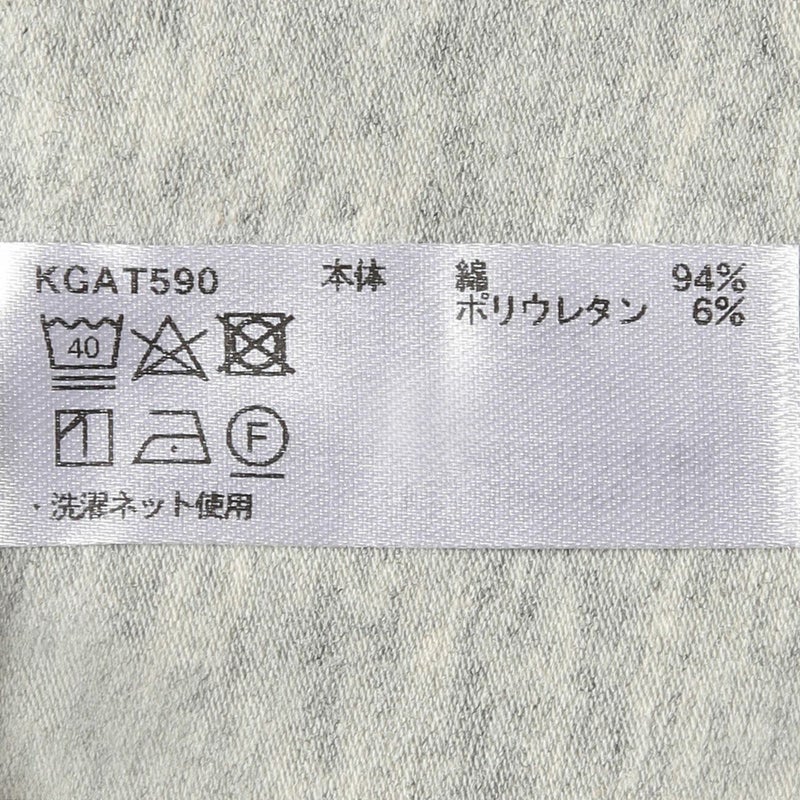 KGAT590 本体 綿 94%
ポリウレタン 6%
40
F
・洗濯ネット使用